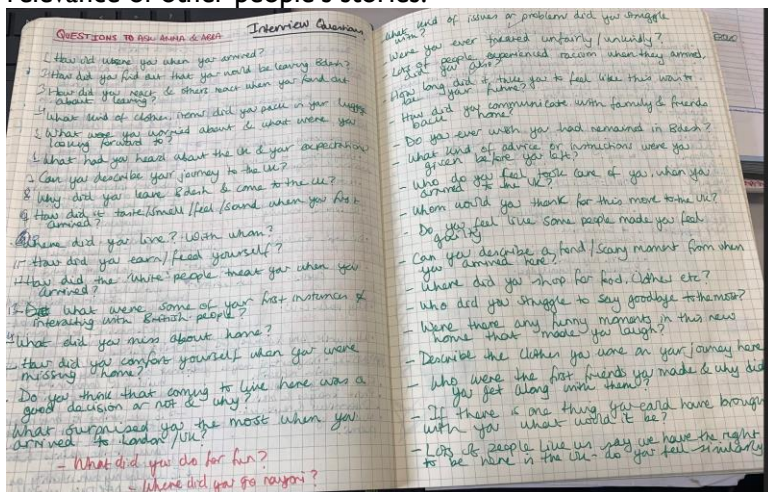 relevance of other people's stories.
Interview Questions
QUESTIONS TO ASK AMMA & ABBA
1 How old were you when you arrived?
2 How did you find out that you would be leaving Bdesh?
3 How did you react & others react when you found out
about leaving?
4 What kind of clothes, items did you pack in your luggage
5 What were you worried about & what were you
looking forward to?
6 What had you heard about the UK & your expectations
7 Can you describe your journey to the UK?
8 Why did you leave Bdesh & come to the UK?
9 How did it taste/smell/feel/sound when you first
arrived?
Where did you live? With whom?
11 How did you earn/feed yourself?
How did the "white" people treat you when you
arrived?
13 What were some of your first instances of
interacting with British people?
14 What did you miss about home?
How did you comfort yourself when you were
missing home?
Do you think that coming to live here was a
good decision or not & why?
What surprised you the most when you
arrived to London/UK?
- What did you do for fun?
- Where did you go
What kind of issues or problems did you struggle
with?
Were you ever treated unfairly/unkindly?
- Lots of people experienced racism when they arrived,
did you
How long did it take you to feel like this would
be your future?
- How did you communicate with family & friends
back home?
- Do you ever wish you had remained in Bdesh?
- What kind of advice or instructions were you
given before you left?
- Who do you feel took care of you, when you
arrived to the UK?
- Whom would you thank for this move to the UK?
- Do you feel like some people made you feel
guilty
- Can you describe a fond/scary moment from when
you arrived here?
- Where did you shop for food, clothes etc?
- Who did you struggle to say goodbye to the most?
- Were there any funny moments in this new
home that made you laugh?
- Describe the clothes you wore on your journey here
- Who were the first friends you made & why did
you get along with them?
- If there is one thing you could have brought
with you what would it be?
- Lots of people like us say we have the right
to be here in the UK - do you feel similarly